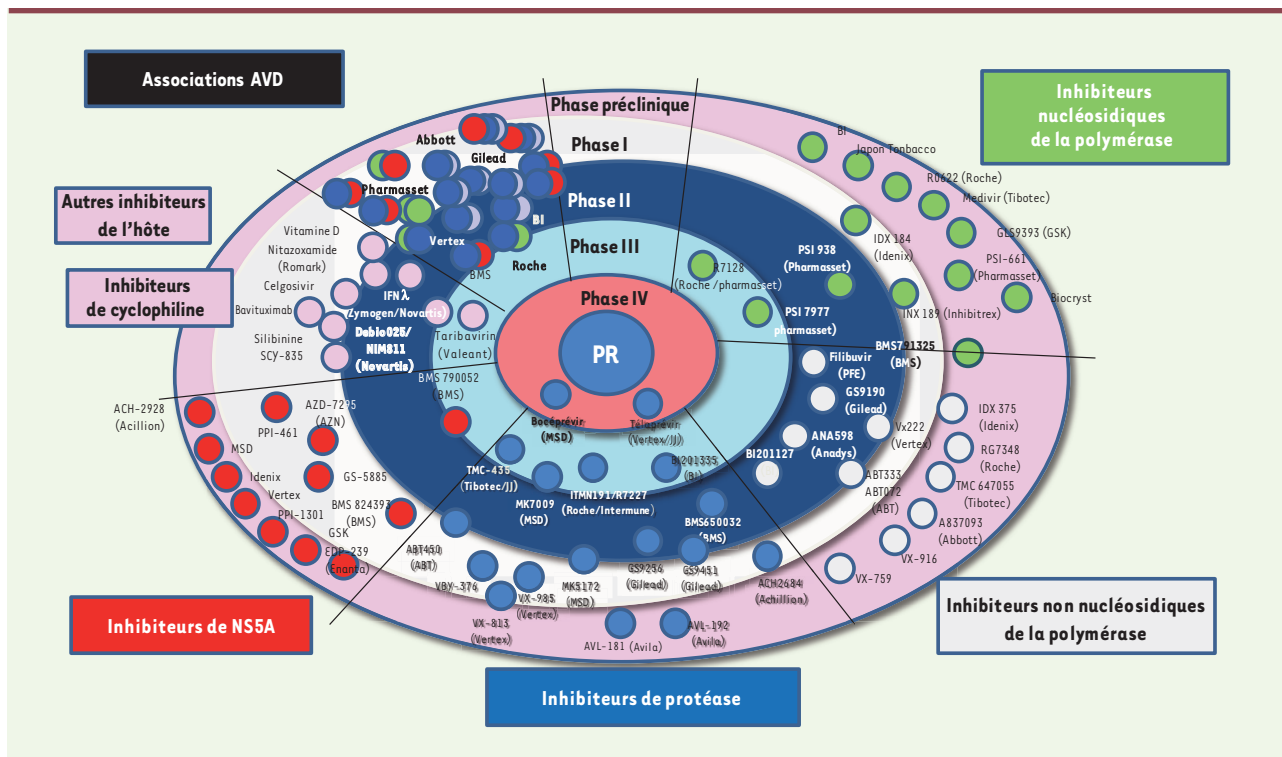 Associations AVD
Phase préclinique
Phase I
Phase II
Phase III
Phase IV
PR
Inhibiteurs
nucléosidiques
de la polymérase
Autres inhibiteurs
de l'hôte
Inhibiteurs
de cyclophiline
Abbott
Gilead
Pharmasset
Vertex
BI
Roche
BMS
Vitamine D
Nitazoxamide
(Romark)
Celgosivir
Bavituximab
Silibinine
SCY-835
IFN λ
(Zymogen/Novartis)
Debio025/
NIM811
(Novartis)
Taribavirin
(Valeant)
BI
Japon Tonbacco
R0622 (Roche)
Medivir (Tibotec)
GLS9393 (GSK)
PSI-661
(Pharmasset)
Biocryst
IDX 184
(Idenix)
INX 189 (Inhibitrex)
PSI 938
(Pharmasset)
R7128
(Roche/pharmasset)
PSI 7977
pharmasset)
BMS791325
(BMS)
Filibuvir
(PFE)
GS9190
(Gilead)
Vx222
(Vertex)
ANA598
(Anadys)
BI201127
ABT333
ABT072
(ABT)
IDX 375
(Idenix)
RG7348
(Roche)
TMC 647055
(Tibotec)
A837093
(Abbott)
VX-916
VX-759
Inhibiteurs non nucléosidiques
de la polymérase
Bocéprévir
(MSD)
Télaprévir
(Vertex/JJ)
BI201335
(BI)
TMC-435
(Tibotec/JJ)
MK7009
(MSD)
ITMN191/R7227
(Roche/Intermune)
BMS650032
(BMS)
ABT450
(ABT)
VBY-376
VX-985
(Vertex)
VX-813
(Vertex)
MK5172
(MSD)
GS9256
(Gilead)
GS9451
(Gilead)
ACH2684
(Achillion)
AVL-181 (Avila)
AVL-192
(Avila)
Inhibiteurs de protéase
BMS 790052
(BMS)
ACH-2928
(Acillion)
AZD-7295
(AZN)
PPI-461
MSD
GS-5885
Idenix
Vertex
BMS 824393
(BMS)
PPI-1301
GSK
EDP-239
(Enanta)
Inhibiteurs de NS5A